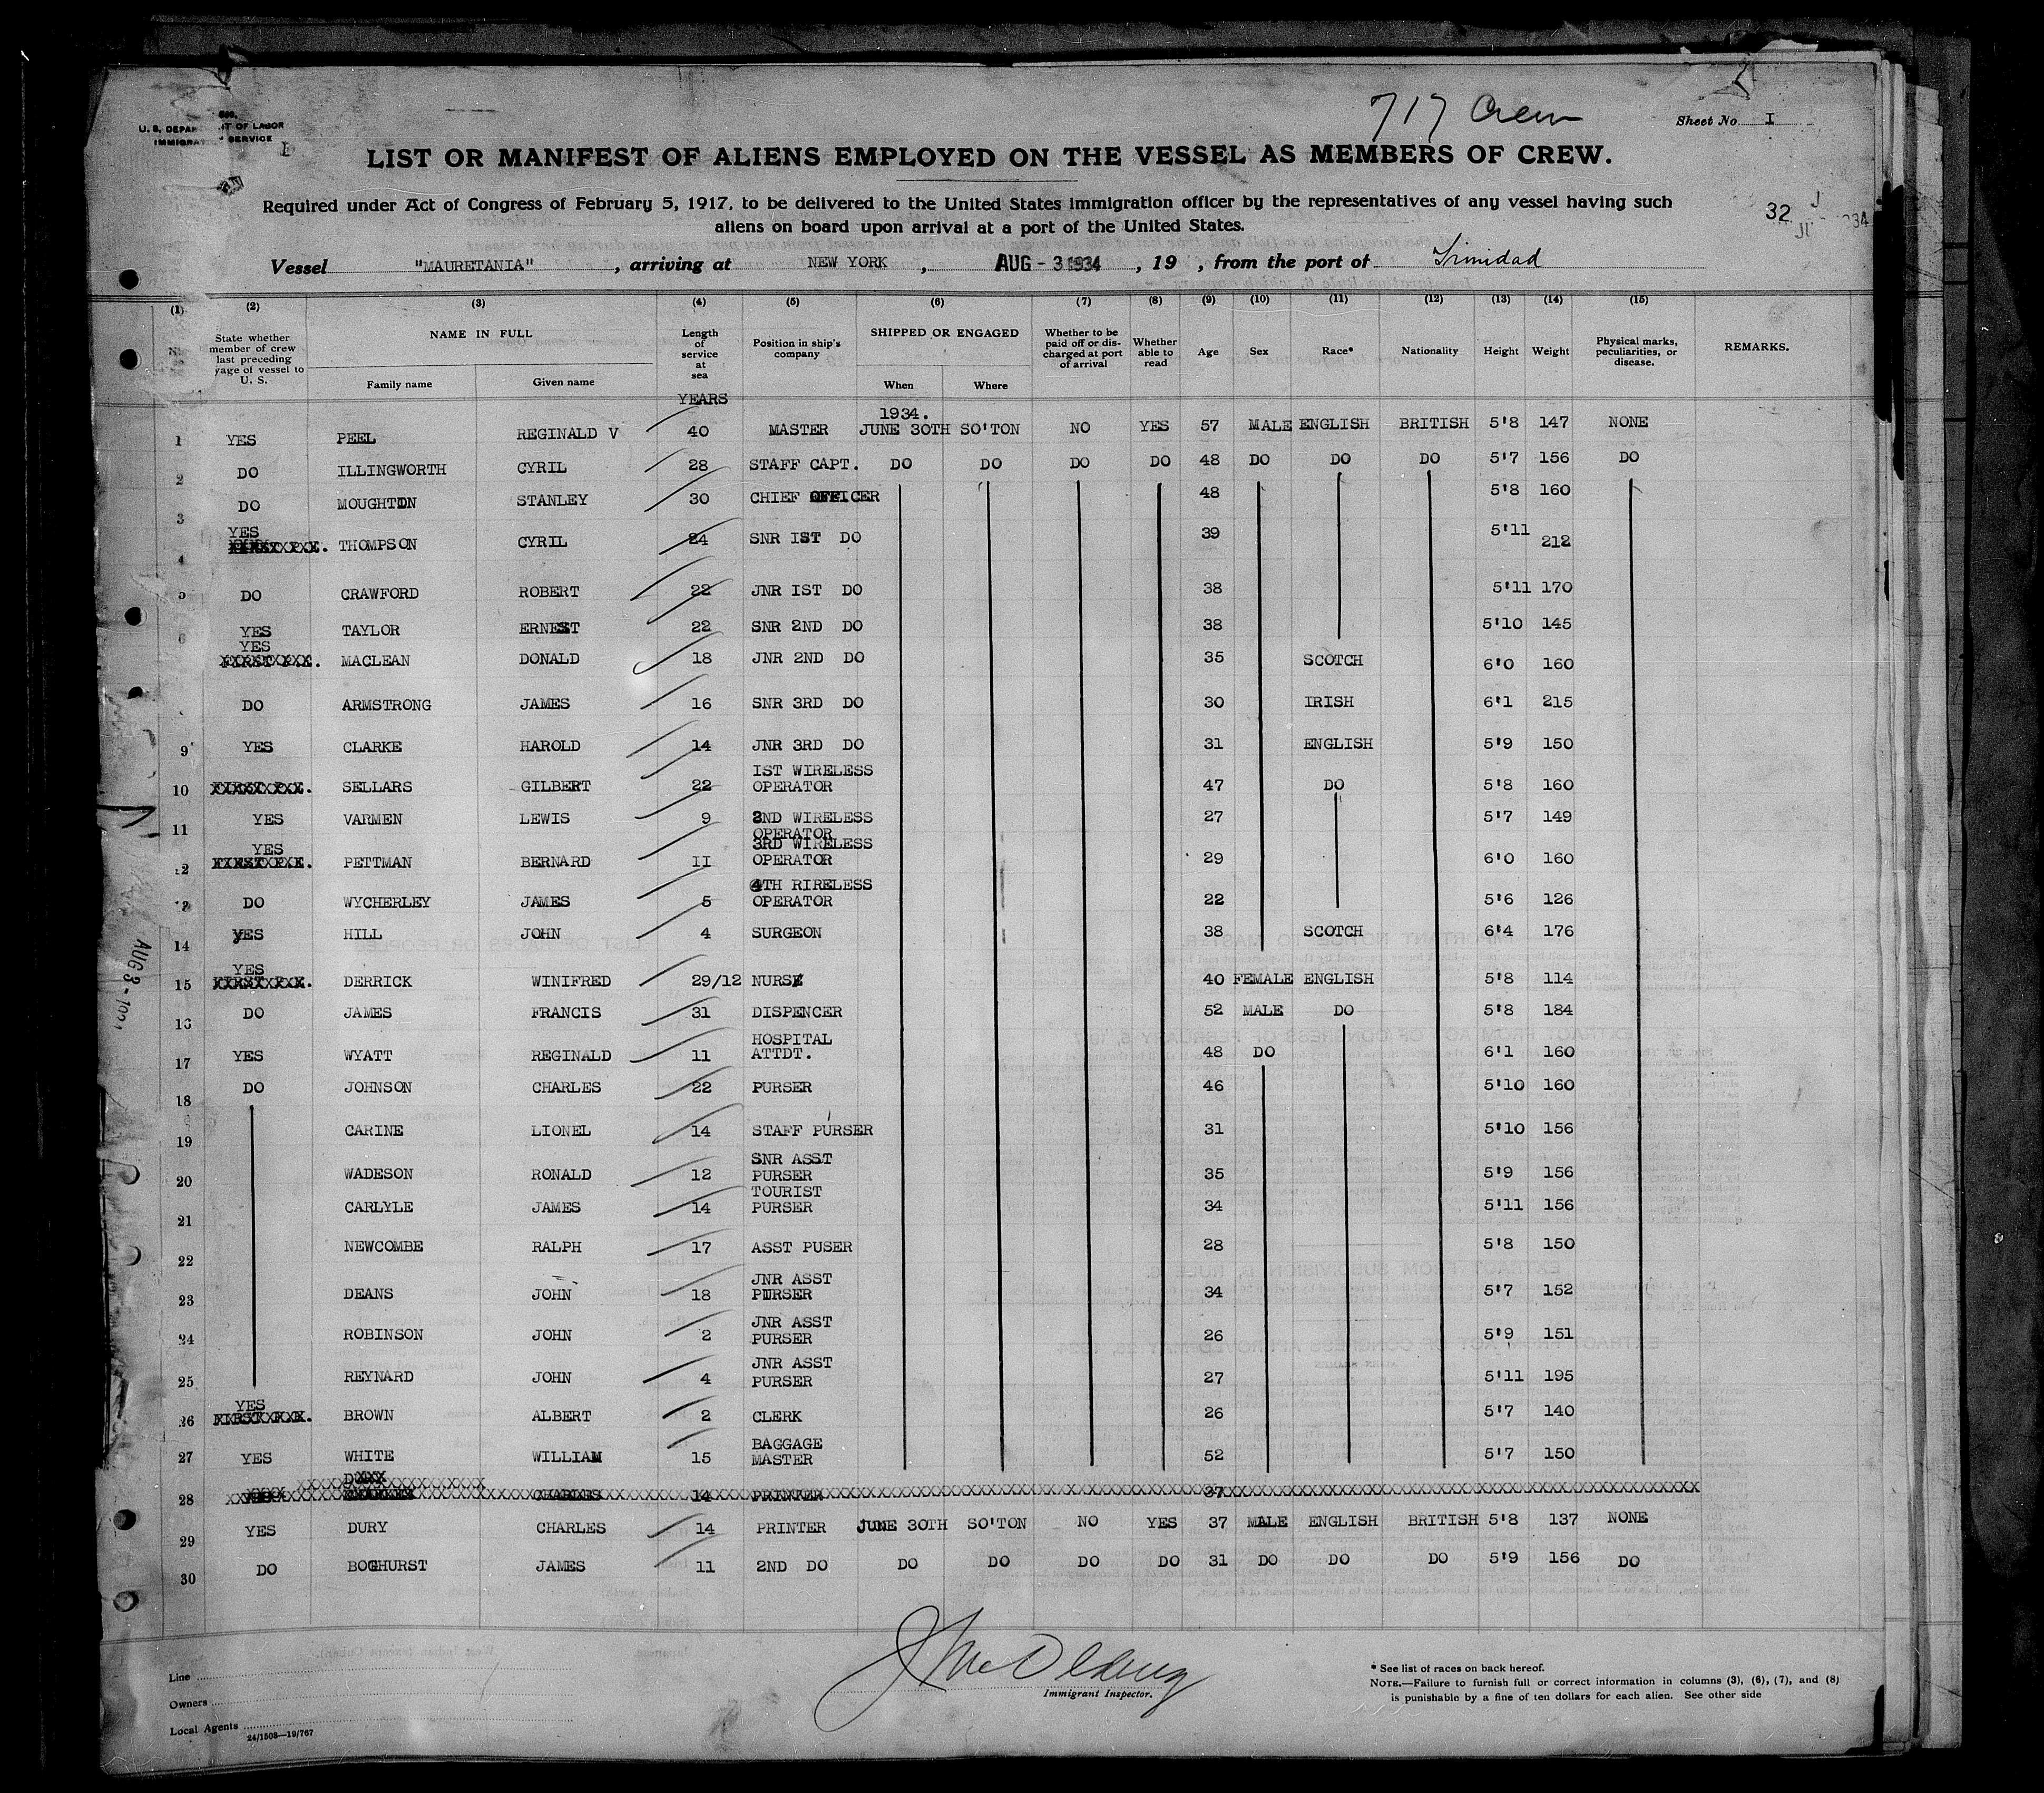 717 Crew
Sheet No. I
U. S. DEPA T OF LABOR
IMMIGRA SERVICE
I
LIST OR MANIFEST OF ALIENS EMPLOYED ON THE VESSEL AS MEMBERS OF CREW.
Required under Act of Congress of February 5, 1917, to be delivered to the United States immigration officer by the representatives of any vessel having such
aliens on board upon arrival at a port of the United States.
32
Vessel "MAURETANIA", arriving at NEW YORK, AUG - 3 1934, 19 , from the port of Trinidad
(1) (2) (3) (4) (5) (6) (7) (8) (9) (10) (11) (12) (13) (14) (15)
State whether member of crew last preceding yage of vessel to U. S.
NAME IN FULL
Family name Given name
Length of service at sea
YEARS
Position in ship's company
SHIPPED OR ENGAGED
When Where
Whether to be paid off or discharged at port of arrival
Whether able to read
Age Sex Race* Nationality Height Weight
Physical marks, peculiarities, or disease.
REMARKS.
1934.
1 YES PEEL REGINALD V 40 MASTER JUNE 30TH SO'TON NO YES 57 MALE ENGLISH BRITISH 5'8 147 NONE
2 DO ILLINGWORTH CYRIL 28 STAFF CAPT. DO DO DO DO 48 DO DO DO 5'7 156 DO
3 DO MOUGHTON STANLEY 30 CHIEF OFFICER 48 5'8 160
4 YES THOMPSON CYRIL 24 SNR IST DO 39 5'11 212
5 DO CRAWFORD ROBERT 22 JNR IST DO 38 5'11 170
6 YES TAYLOR ERNEST 22 SNR 2ND DO 38 5'10 145
YES MACLEAN DONALD 18 JNR 2ND DO 35 SCOTCH 6'0 160
DO ARMSTRONG JAMES 16 SNR 3RD DO 30 IRISH 6'1 215
9 YES CLARKE HAROLD 14 JNR 3RD DO 31 ENGLISH 5'9 150
10 SELLARS GILBERT 22 IST WIRELESS OPERATOR 47 DO 5'8 160
11 YES VARMEN LEWIS 9 2ND WIRELESS OPERATOR 27 5'7 149
12 YES PETTMAN BERNARD II 3RD WIRELESS OPERATOR 29 6'0 160
13 DO WYCHERLEY JAMES 5 4TH RIRELESS OPERATOR 22 5'6 126
14 YES HILL JOHN 4 SURGEON 38 SCOTCH 6'4 176
15 YES DERRICK WINIFRED 29/12 NURSE 40 FEMALE ENGLISH 5'8 114
16 DO JAMES FRANCIS 31 DISPENCER 52 MALE DO 5'8 184
17 YES WYATT REGINALD 11 HOSPITAL ATTDT. 48 DO 6'1 160
18 DO JOHNSON CHARLES 22 PURSER 46 5'10 160
19 CARINE LIONEL 14 STAFF PURSER 31 5'10 156
20 WADESON RONALD 12 SNR ASST PURSER 35 5'9 156
21 CARLYLE JAMES 14 TOURIST PURSER 34 5'11 156
22 NEWCOMBE RALPH 17 ASST PUSER 28 5'8 150
23 DEANS JOHN 18 JNR ASST PURSER 34 5'7 152
24 ROBINSON JOHN 2 JNR ASST PURSER 26 5'9 151
25 REYNARD JOHN 4 JNR ASST PURSER 27 5'11 195
26 YES BROWN ALBERT 2 CLERK 26 5'7 140
27 YES WHITE WILLIAM 15 BAGGAGE MASTER 52 5'7 150
28 CHARLES 14 PRINTER 37
29 YES DURY CHARLES 14 PRINTER JUNE 30TH SO'TON NO YES 37 MALE ENGLISH BRITISH 5'8 137 NONE
30 DO BOGHURST JAMES 11 2ND DO DO DO DO DO 31 DO DO DO 5'9 156 DO
AUG 3 - 1934
Line
Owners
Local Agents
24/1503—19/767
Immigrant Inspector.
* See list of races on back hereof.
NOTE.—Failure to furnish full or correct information in columns (3), (6), (7), and (8)
is punishable by a fine of ten dollars for each alien. See other side